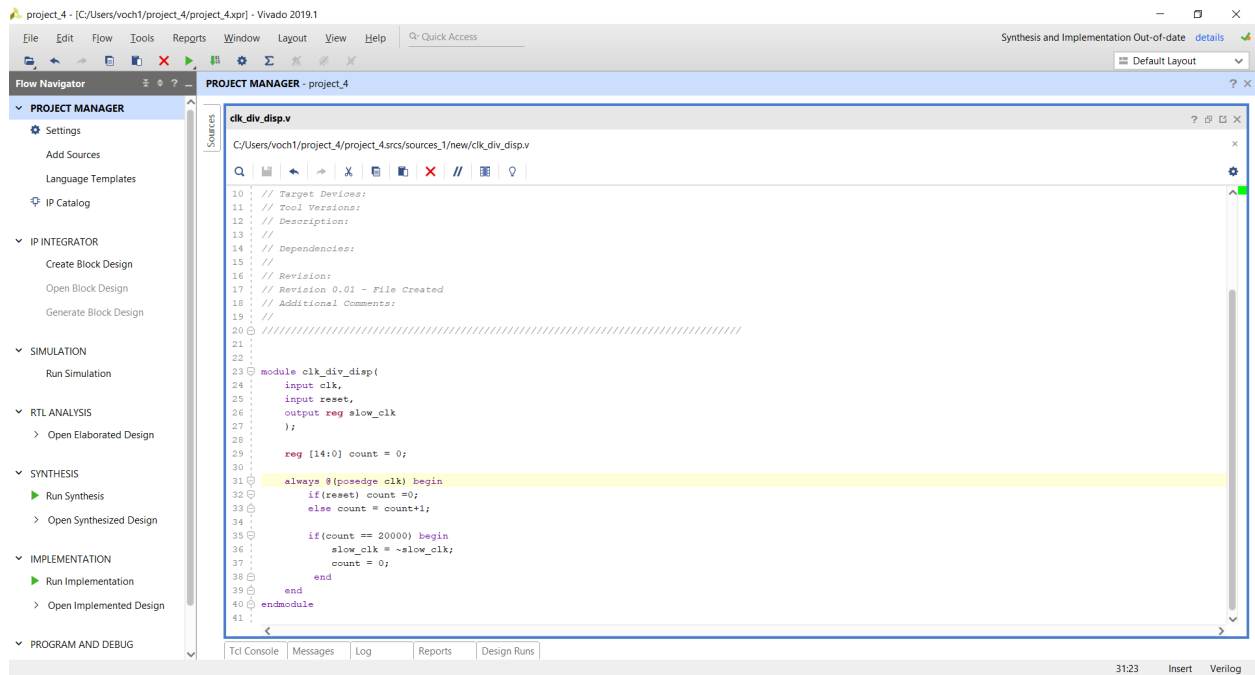 project_4 - [C:/Users/voch1/project_4/project_4.xpr] - Vivado 2019.1
File Edit Flow Tools Reports Window Layout View Help Quick Access
Synthesis and Implementation Out-of-date details
Default Layout
Flow Navigator
PROJECT MANAGER
Settings
Add Sources
Language Templates
IP Catalog
IP INTEGRATOR
Create Block Design
Open Block Design
Generate Block Design
SIMULATION
Run Simulation
RTL ANALYSIS
Open Elaborated Design
SYNTHESIS
Run Synthesis
Open Synthesized Design
IMPLEMENTATION
Run Implementation
Open Implemented Design
PROGRAM AND DEBUG
PROJECT MANAGER - project_4
Sources
clk_div_disp.v
C:/Users/voch1/project_4/project_4.srcs/sources_1/new/clk_div_disp.v
10 // Target Devices:
11 // Tool Versions:
12 // Description:
13 //
14 // Dependencies:
15 //
16 // Revision:
17 // Revision 0.01 - File Created
18 // Additional Comments:
19 //
20 //////////////////////////////////////////////////////////////////////////////////
21
22
23 module clk_div_disp(
24     input clk,
25     input reset,
26     output reg slow_clk
27     );
28
29     reg [14:0] count = 0;
30
31     always @(posedge clk) begin
32         if(reset) count =0;
33         else count = count+1;
34
35         if(count == 20000) begin
36             slow_clk = ~slow_clk;
37             count = 0;
38          end
39     end
40 endmodule
41
Tcl Console Messages Log Reports Design Runs
31:23 Insert Verilog